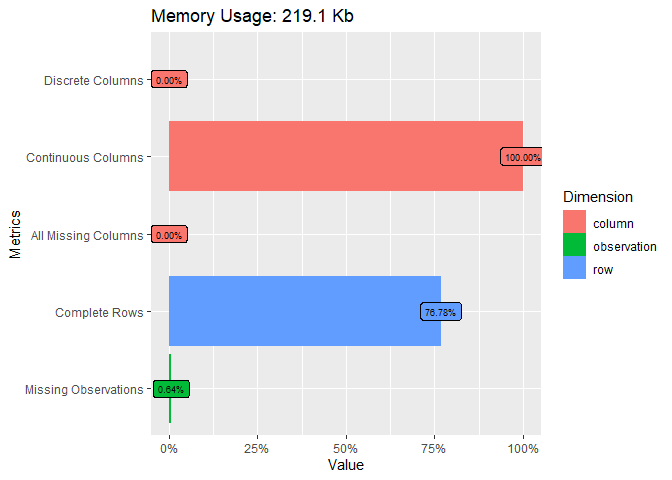 Memory Usage: 219.1 Kb
Metrics
Discrete Columns
0.00%
Continuous Columns
100.00%
All Missing Columns
0.00%
Complete Rows
76.78%
Missing Observations
0.64%
0%
25%
50%
75%
100%
Value
Dimension
column
observation
row